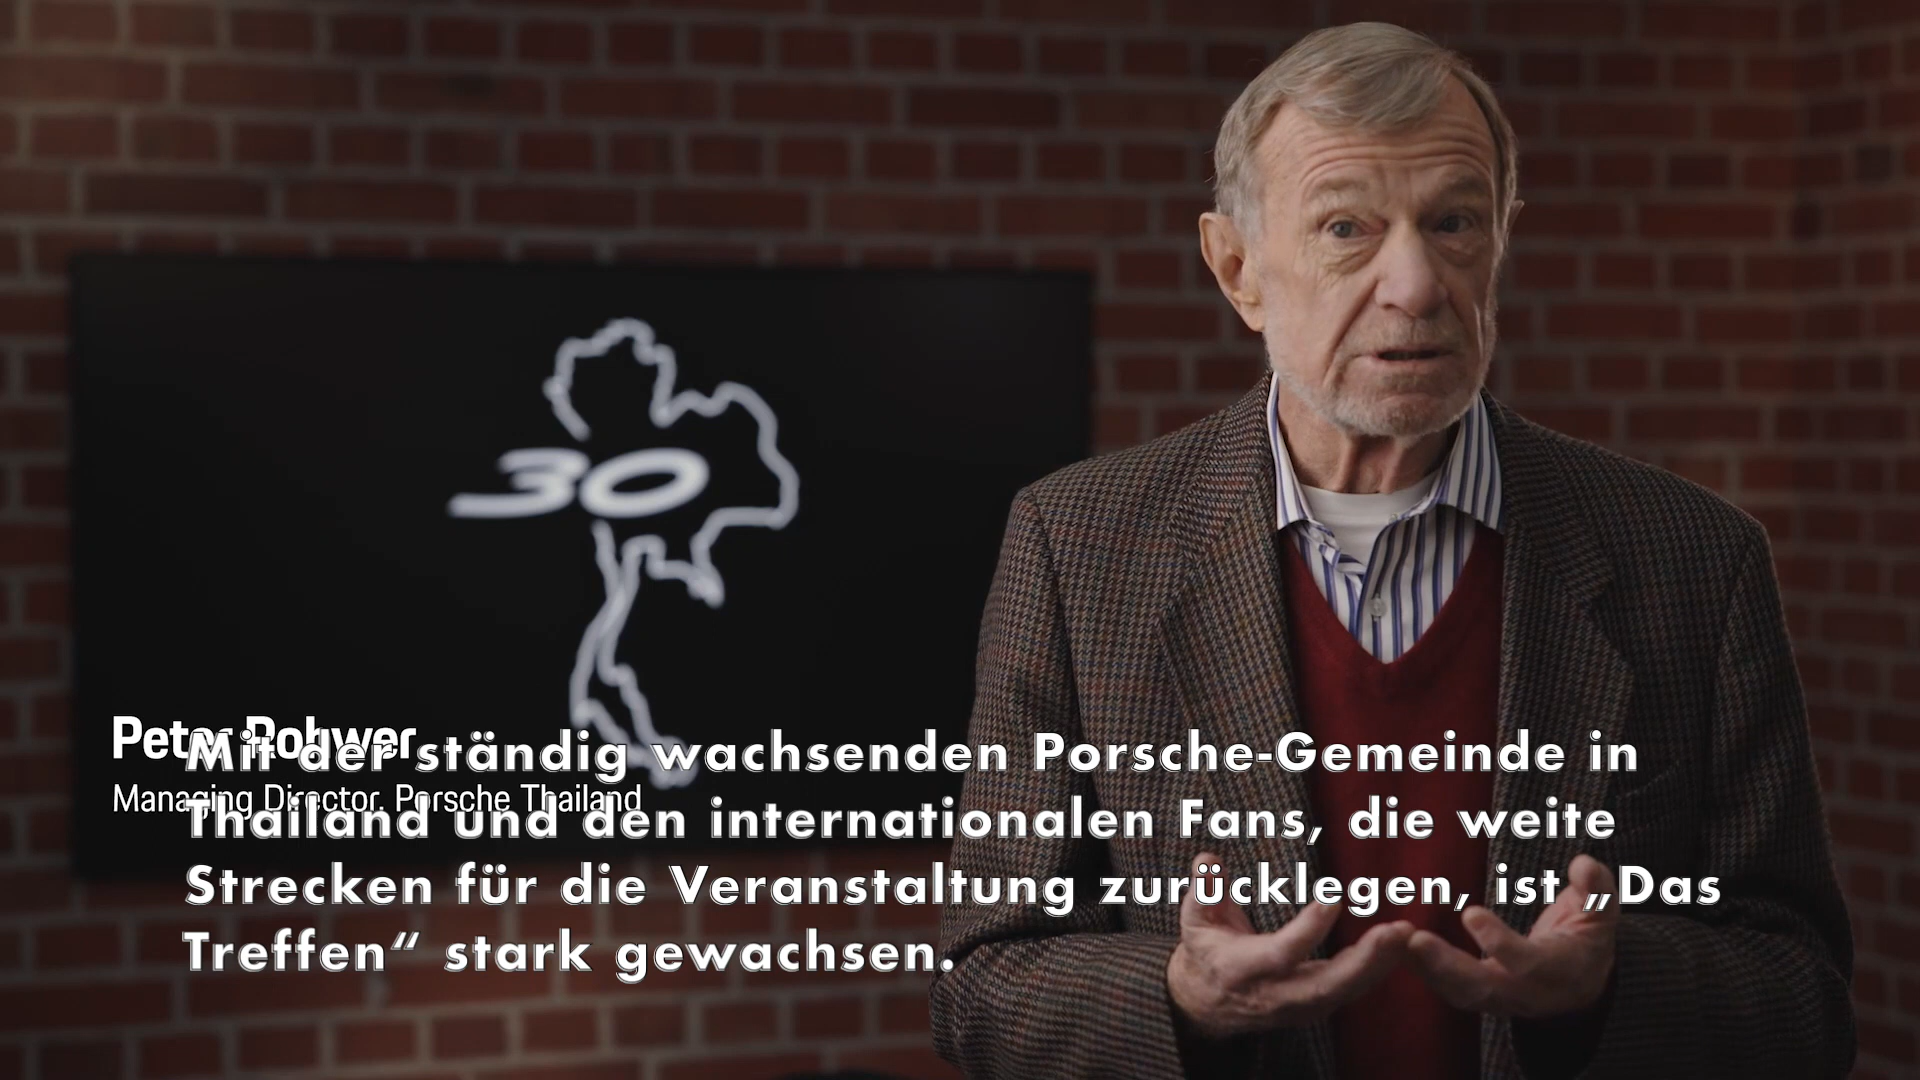 30
Peter Rohwer
Managing Director, Porsche Thailand
Mit der ständig wachsenden Porsche-Gemeinde in
Thailand und den internationalen Fans, die weite
Strecken für die Veranstaltung zurücklegen, ist „Das
Treffen“ stark gewachsen.